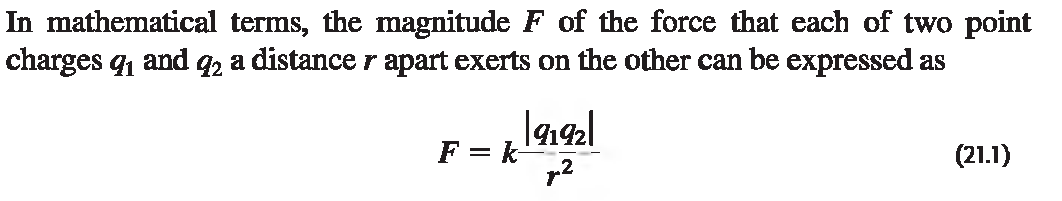 In mathematical terms, the magnitude F of the force that each of two point
charges q₁ and q₂ a distance r apart exerts on the other can be expressed as
F = k |q₁q₂| / r² (21.1)